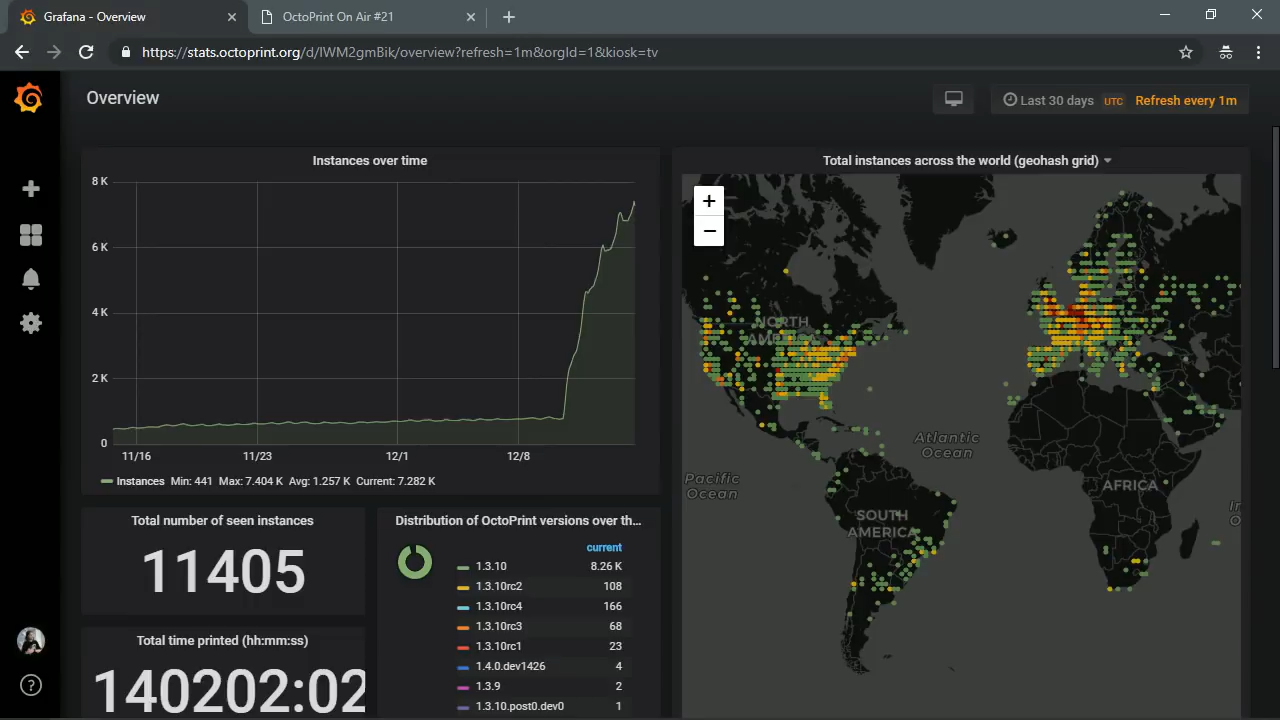 Grafana - Overview
OctoPrint On Air #21
https://stats.octoprint.org/d/lWM2gmBik/overview?refresh=1m&orgId=1&kiosk=tv
Overview
Last 30 days UTC Refresh every 1m
Instances over time
8 K
6 K
4 K
2 K
0
11/16 11/23 12/1 12/8
Instances Min: 441 Max: 7.404 K Avg: 1.257 K Current: 7.282 K
Total number of seen instances
11405
Total time printed (hh:mm:ss)
140202:02
Distribution of OctoPrint versions over th...
current
1.3.10 8.26 K
1.3.10rc2 108
1.3.10rc4 166
1.3.10rc3 68
1.3.10rc1 23
1.4.0.dev1426 4
1.3.9 2
1.3.10.post0.dev0 1
Total instances across the world (geohash grid)
+
−
NORTH
AMERICA
Atlantic
Ocean
Pacific
Ocean
AFRICA
SOUTH
AMERICA